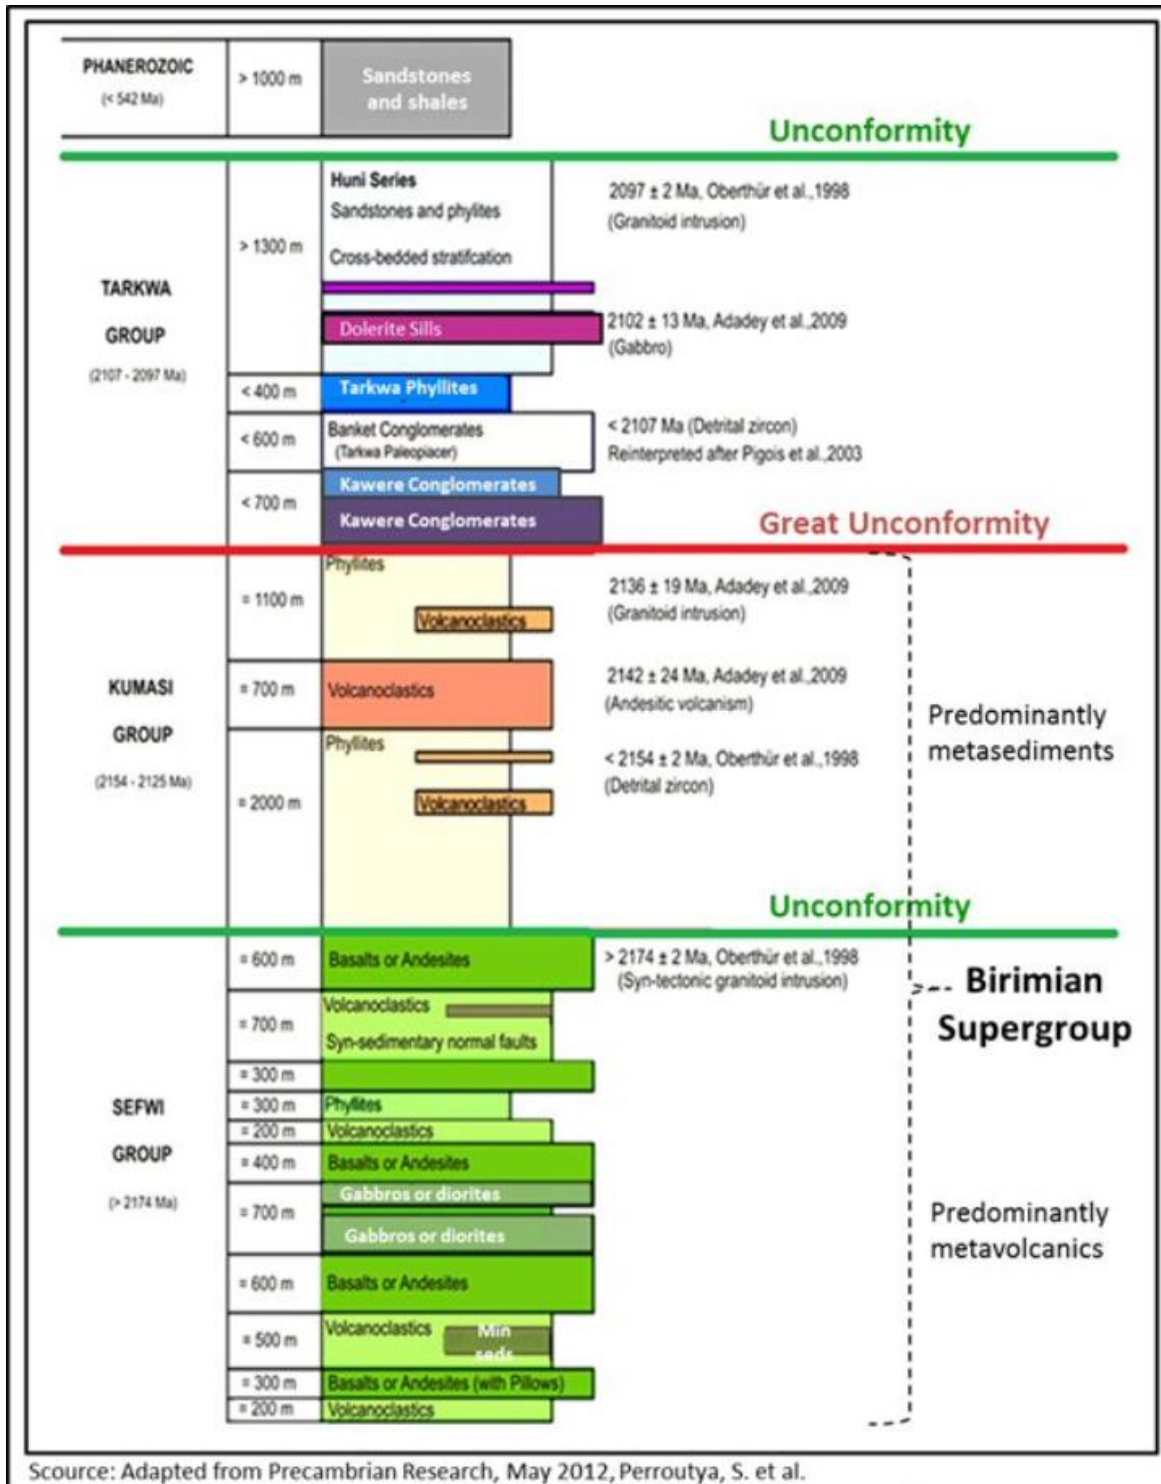 PHANEROZOIC
(< 542 Ma)
> 1000 m
Sandstones
and shales
Unconformity
TARKWA
GROUP
(2107 - 2097 Ma)
> 1300 m
Huni Series
Sandstones and phylites
Cross-bedded stratifcation
2097 ± 2 Ma, Oberthür et al.,1998
(Granitoid intrusion)
Dolerite Sills
2102 ± 13 Ma, Adadey et al.,2009
(Gabbro)
< 400 m
Tarkwa Phyllites
< 600 m
Banket Conglomerates
(Tarkwa Paleoplacer)
< 2107 Ma (Detrital zircon)
Reinterpreted after Pigois et al.,2003
< 700 m
Kawere Conglomerates
Kawere Conglomerates
Great Unconformity
KUMASI
GROUP
(2154 - 2125 Ma)
= 1100 m
Phyllites
Volcanoclastics
2136 ± 19 Ma, Adadey et al.,2009
(Granitoid intrusion)
= 700 m
Volcanoclastics
2142 ± 24 Ma, Adadey et al.,2009
(Andesitic volcanism)
= 2000 m
Phyllites
Volcanoclastics
< 2154 ± 2 Ma, Oberthür et al.,1998
(Detrital zircon)
Predominantly
metasediments
Unconformity
SEFWI
GROUP
(> 2174 Ma)
= 600 m
Basalts or Andesites
> 2174 ± 2 Ma, Oberthür et al.,1998
(Syn-tectonic granitoid intrusion)
Birimian
Supergroup
= 700 m
Volcanoclastics
Syn-sedimentary normal faults
= 300 m
= 300 m
Phyllites
= 200 m
Volcanoclastics
= 400 m
Basalts or Andesites
= 700 m
Gabbros or diorites
Gabbros or diorites
= 600 m
Basalts or Andesites
= 500 m
Volcanoclastics
Min
seds
= 300 m
Basalts or Andesites (with Pillows)
= 200 m
Volcanoclastics
Predominantly
metavolcanics
Scource: Adapted from Precambrian Research, May 2012, Perroutya, S. et al.